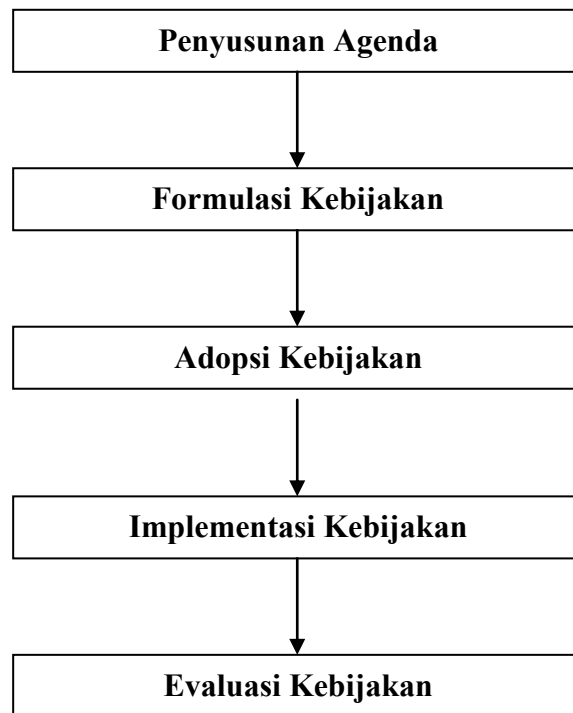 Penyusunan Agenda
Formulasi Kebijakan
Adopsi Kebijakan
Implementasi Kebijakan
Evaluasi Kebijakan